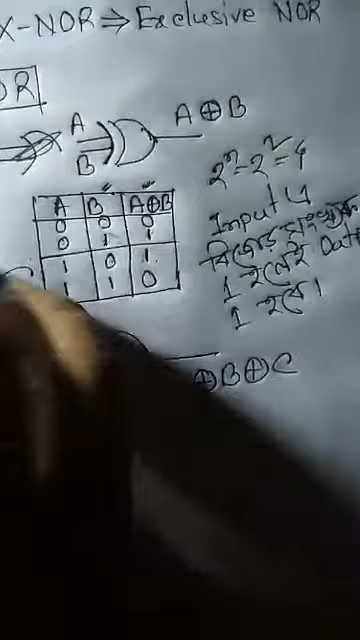 X-NOR ⇒ Exclusive NOR
OR
A
B
A⊕B
2ⁿ = 2² = 4
A B A⊕B
0 0 0
0 1 1
1 0 1
1 1 0
Input এ
বিজোড় সংখ্যক
1 হলেই Out
1 হবে।
⊕B⊕C